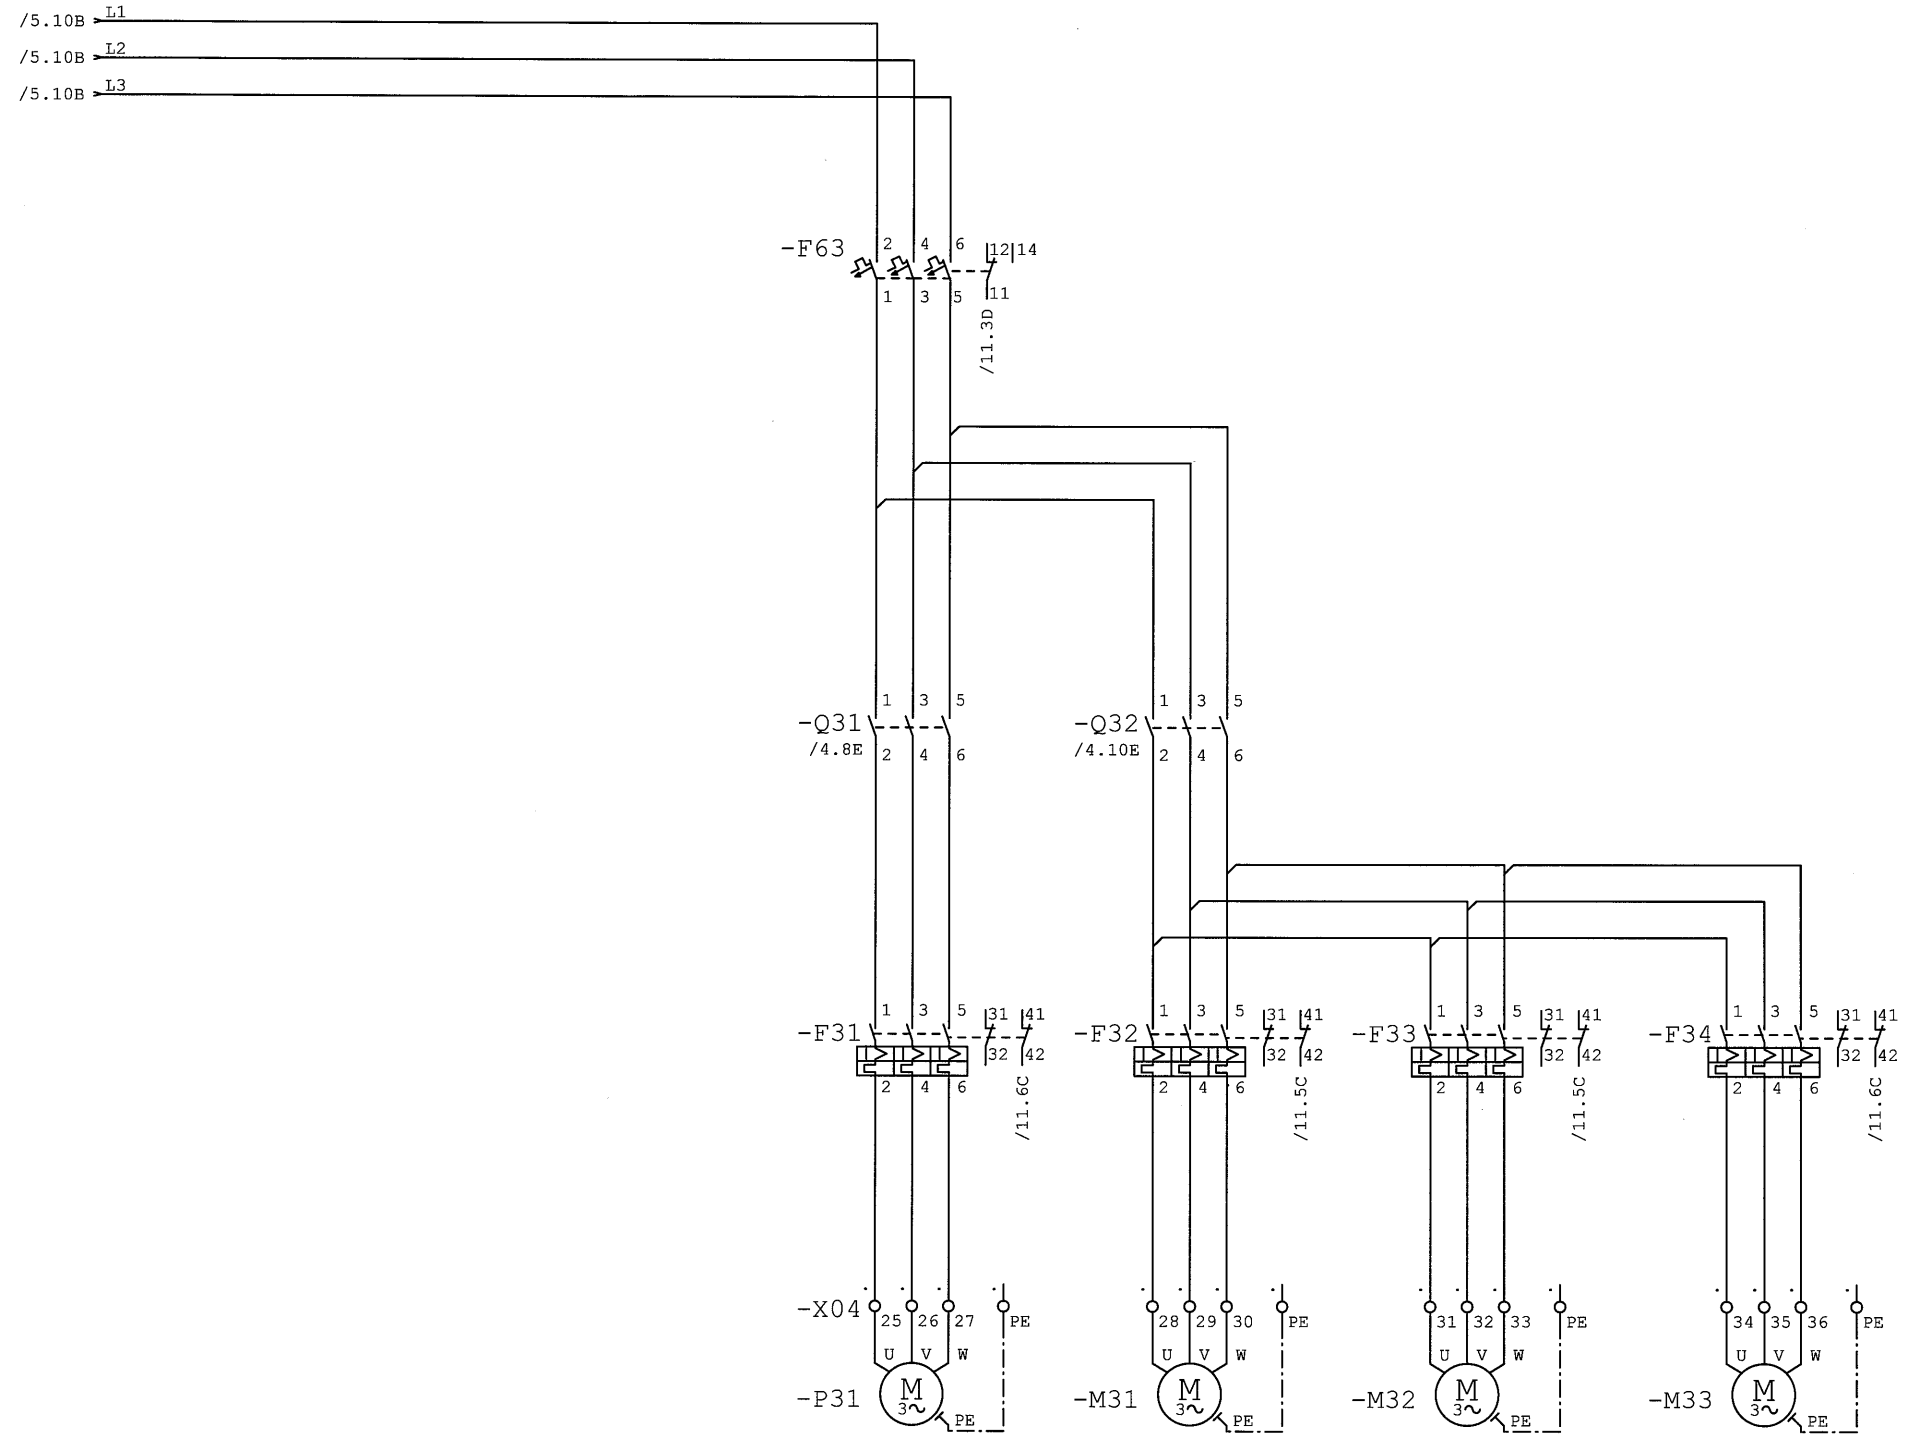 /5.10B L1
/5.10B L2
/5.10B L3
-F63 2 4 6 12 14
1 3 5 11
/11.3D
1 3 5 1 3 5
-Q31 -Q32
/4.8E 2 4 6 /4.10E 2 4 6
1 3 5 31 41 1 3 5 31 41 1 3 5 31 41 1 3 5 31 41
-F31 -F32 -F33 -F34
32 42 32 42 32 42 32 42
2 4 6 2 4 6 2 4 6 2 4 6
/11.6C /11.5C /11.5C /11.6C
-X04 25 26 27 PE 28 29 30 PE 31 32 33 PE 34 35 36 PE
U V W U V W U V W U V W
-P31 M -M31 M -M32 M -M33 M
3~ 3~ 3~ 3~
PE PE PE PE